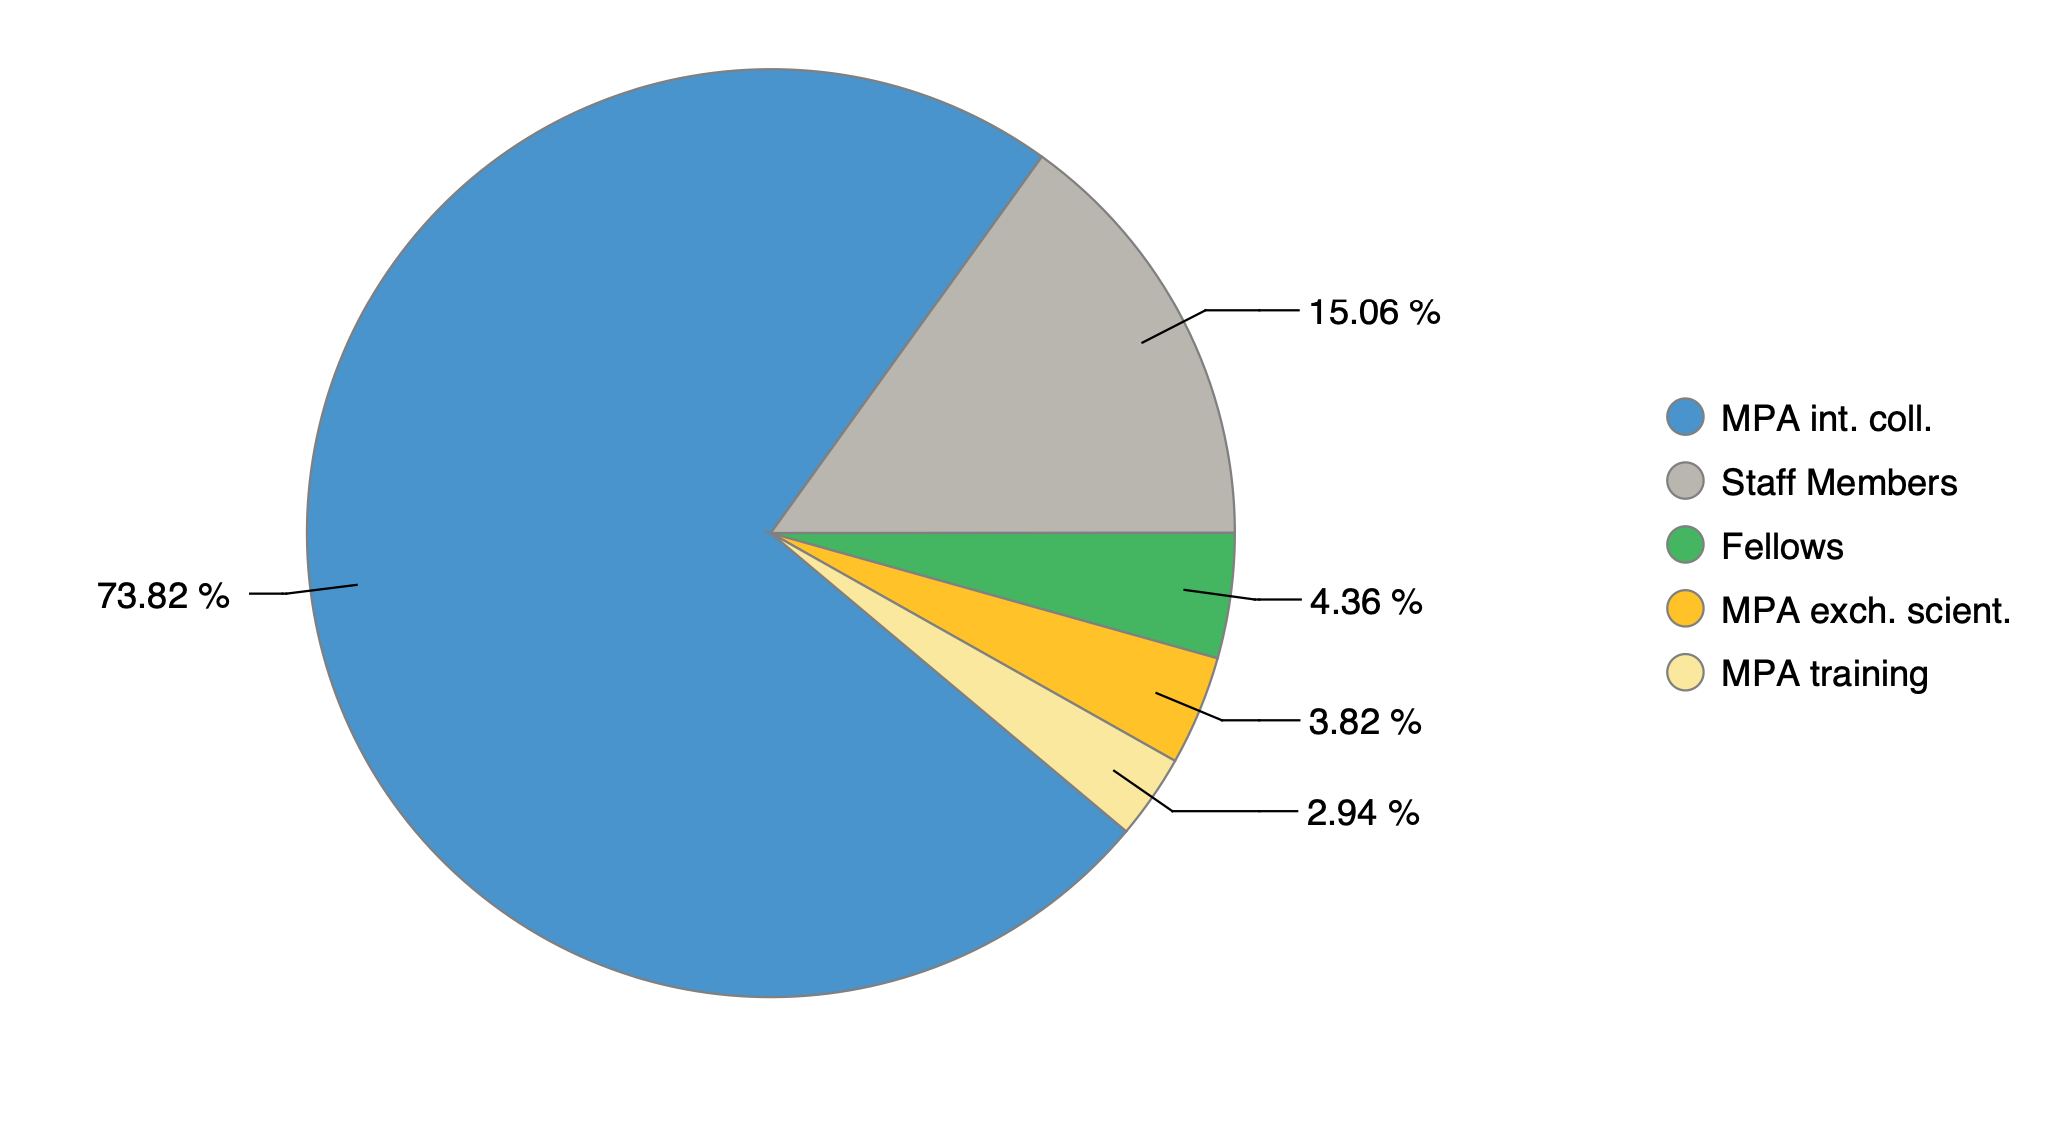 15.06 %
73.82 %
4.36 %
3.82 %
2.94 %
MPA int. coll.
Staff Members
Fellows
MPA exch. scient.
MPA training